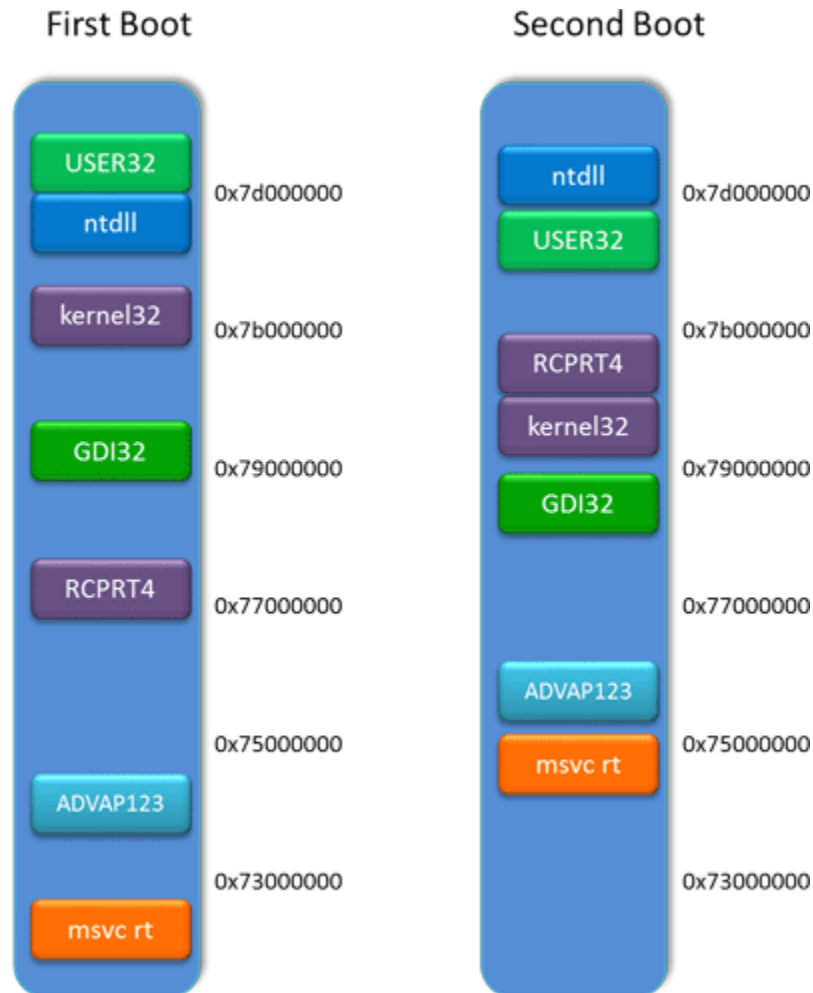 First Boot
USER32
0x7d000000
ntdll
kernel32
0x7b000000
GDI32
0x79000000
RCPRT4
0x77000000
0x75000000
ADVAP123
0x73000000
msvc rt
Second Boot
ntdll
0x7d000000
USER32
0x7b000000
RCPRT4
kernel32
0x79000000
GDI32
0x77000000
ADVAP123
0x75000000
msvc rt
0x73000000